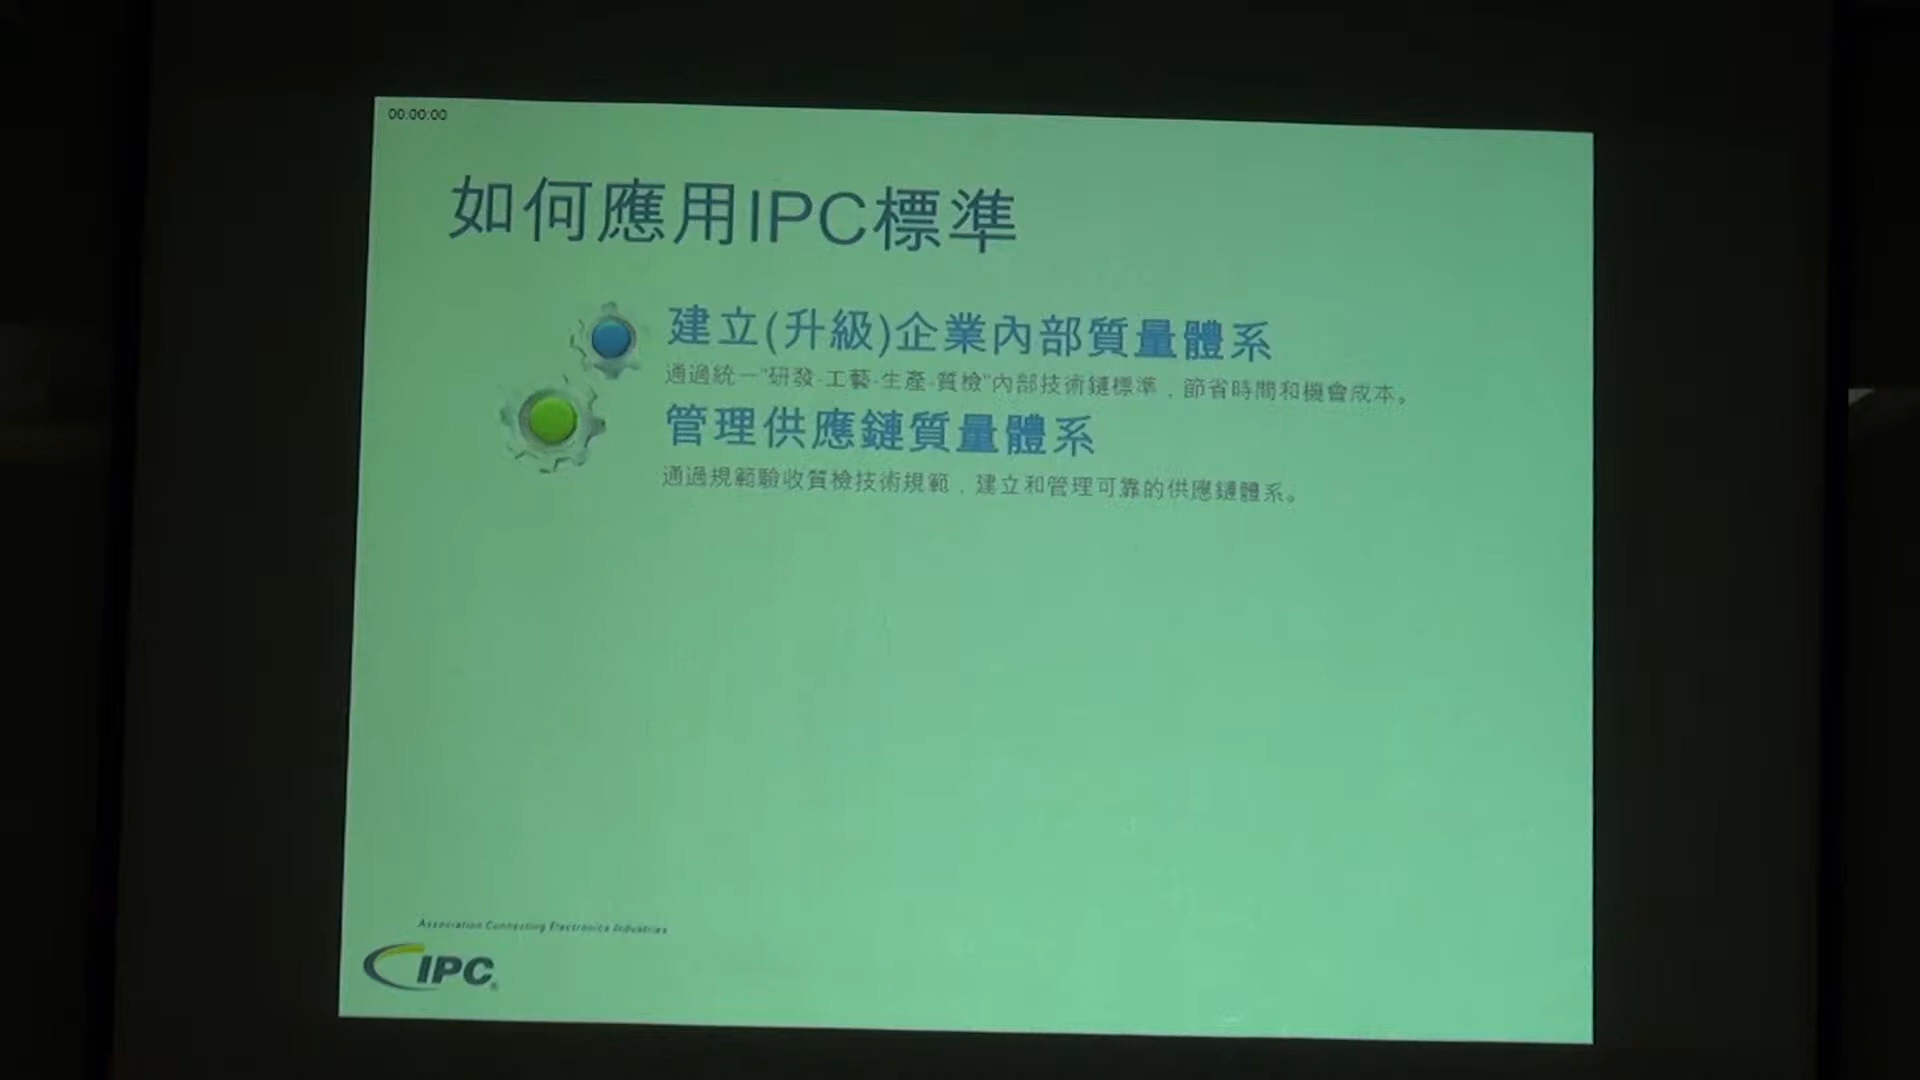 00:00:00
如何應用IPC標準
建立(升級)企業內部質量體系
通過統一"研發-工藝-生產-質檢"內部技術鏈標準，節省時間和機會成本。
管理供應鏈質量體系
通過規範驗收質檢技術規範，建立和管理可靠的供應鏈體系。
Association Connecting Electronics Industries
IPC®